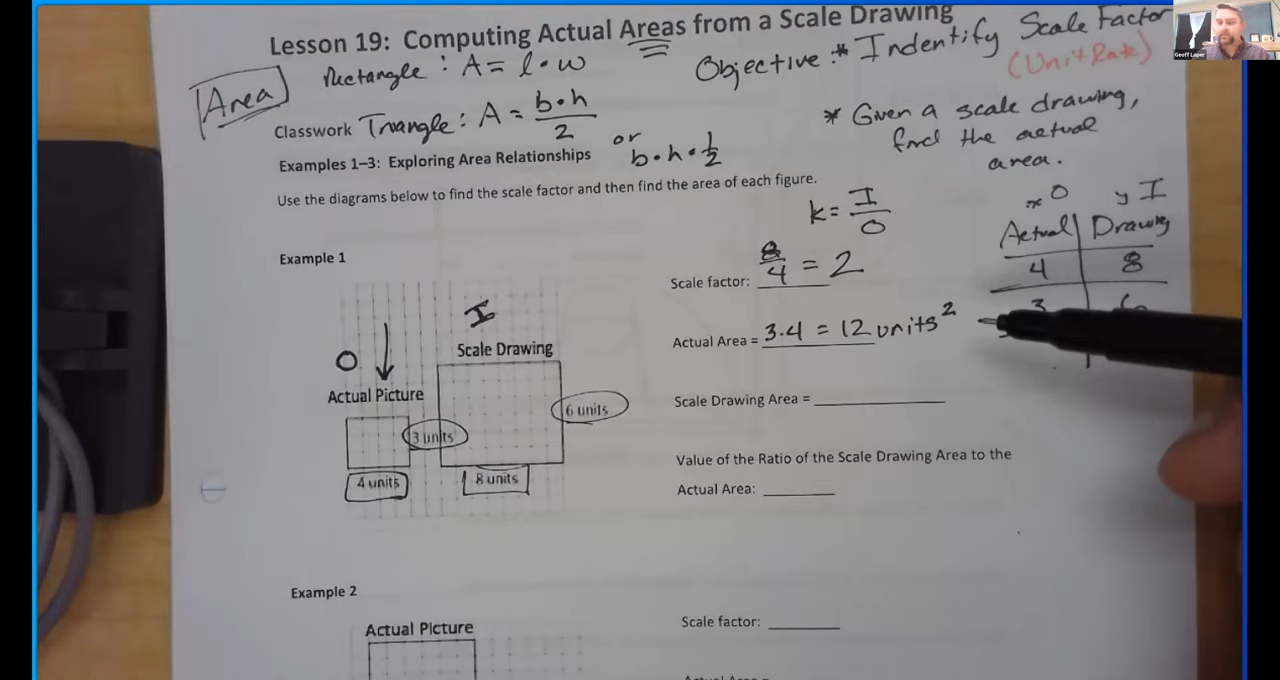 Lesson 19: Computing Actual Areas from a Scale Drawing
Area
Rectangle : A = l · w
Objective : * Indentify Scale Factor
(Unit Rate)
Geoff Loper
Classwork Triangle : A = b·h / 2
or b·h·1/2
* Given a scale drawing,
find the actual
area.
Examples 1–3: Exploring Area Relationships
Use the diagrams below to find the scale factor and then find the area of each figure.
k = I / O
x O y I
Actual Drawing
4 8
3 6
Example 1
Scale factor: 8/4 = 2
Actual Area = 3·4 = 12 units²
Scale Drawing Area =
Value of the Ratio of the Scale Drawing Area to the
Actual Area:
I
Scale Drawing
O
Actual Picture
6 units
3 units
4 units
8 units
Example 2
Actual Picture
Scale factor: